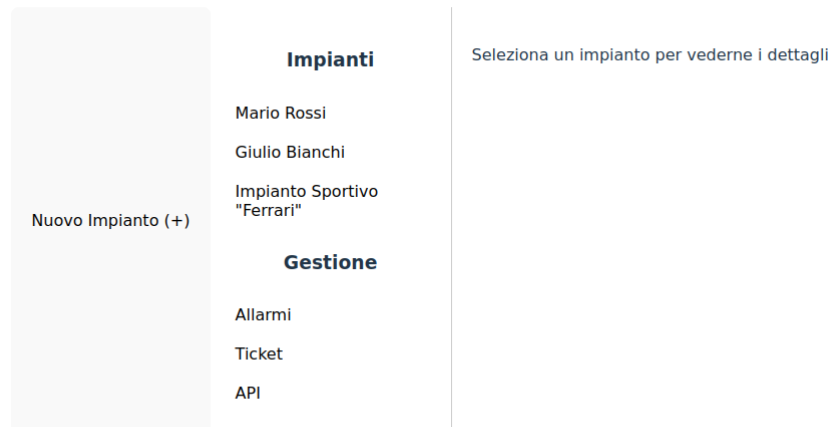 Nuovo Impianto (+)
Impianti
Mario Rossi
Giulio Bianchi
Impianto Sportivo
"Ferrari"
Gestione
Allarmi
Ticket
API
Seleziona un impianto per vederne i dettagli